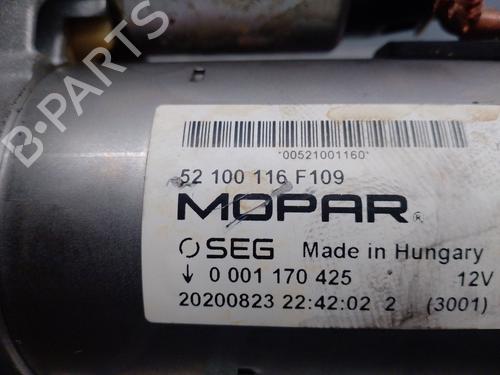 *00521001160*
52 100 116 F109
MOPAR®
SEG Made in Hungary
↓ 0 001 170 425 12V
20200823 22:42:02 2 (3001)
B-PARTS